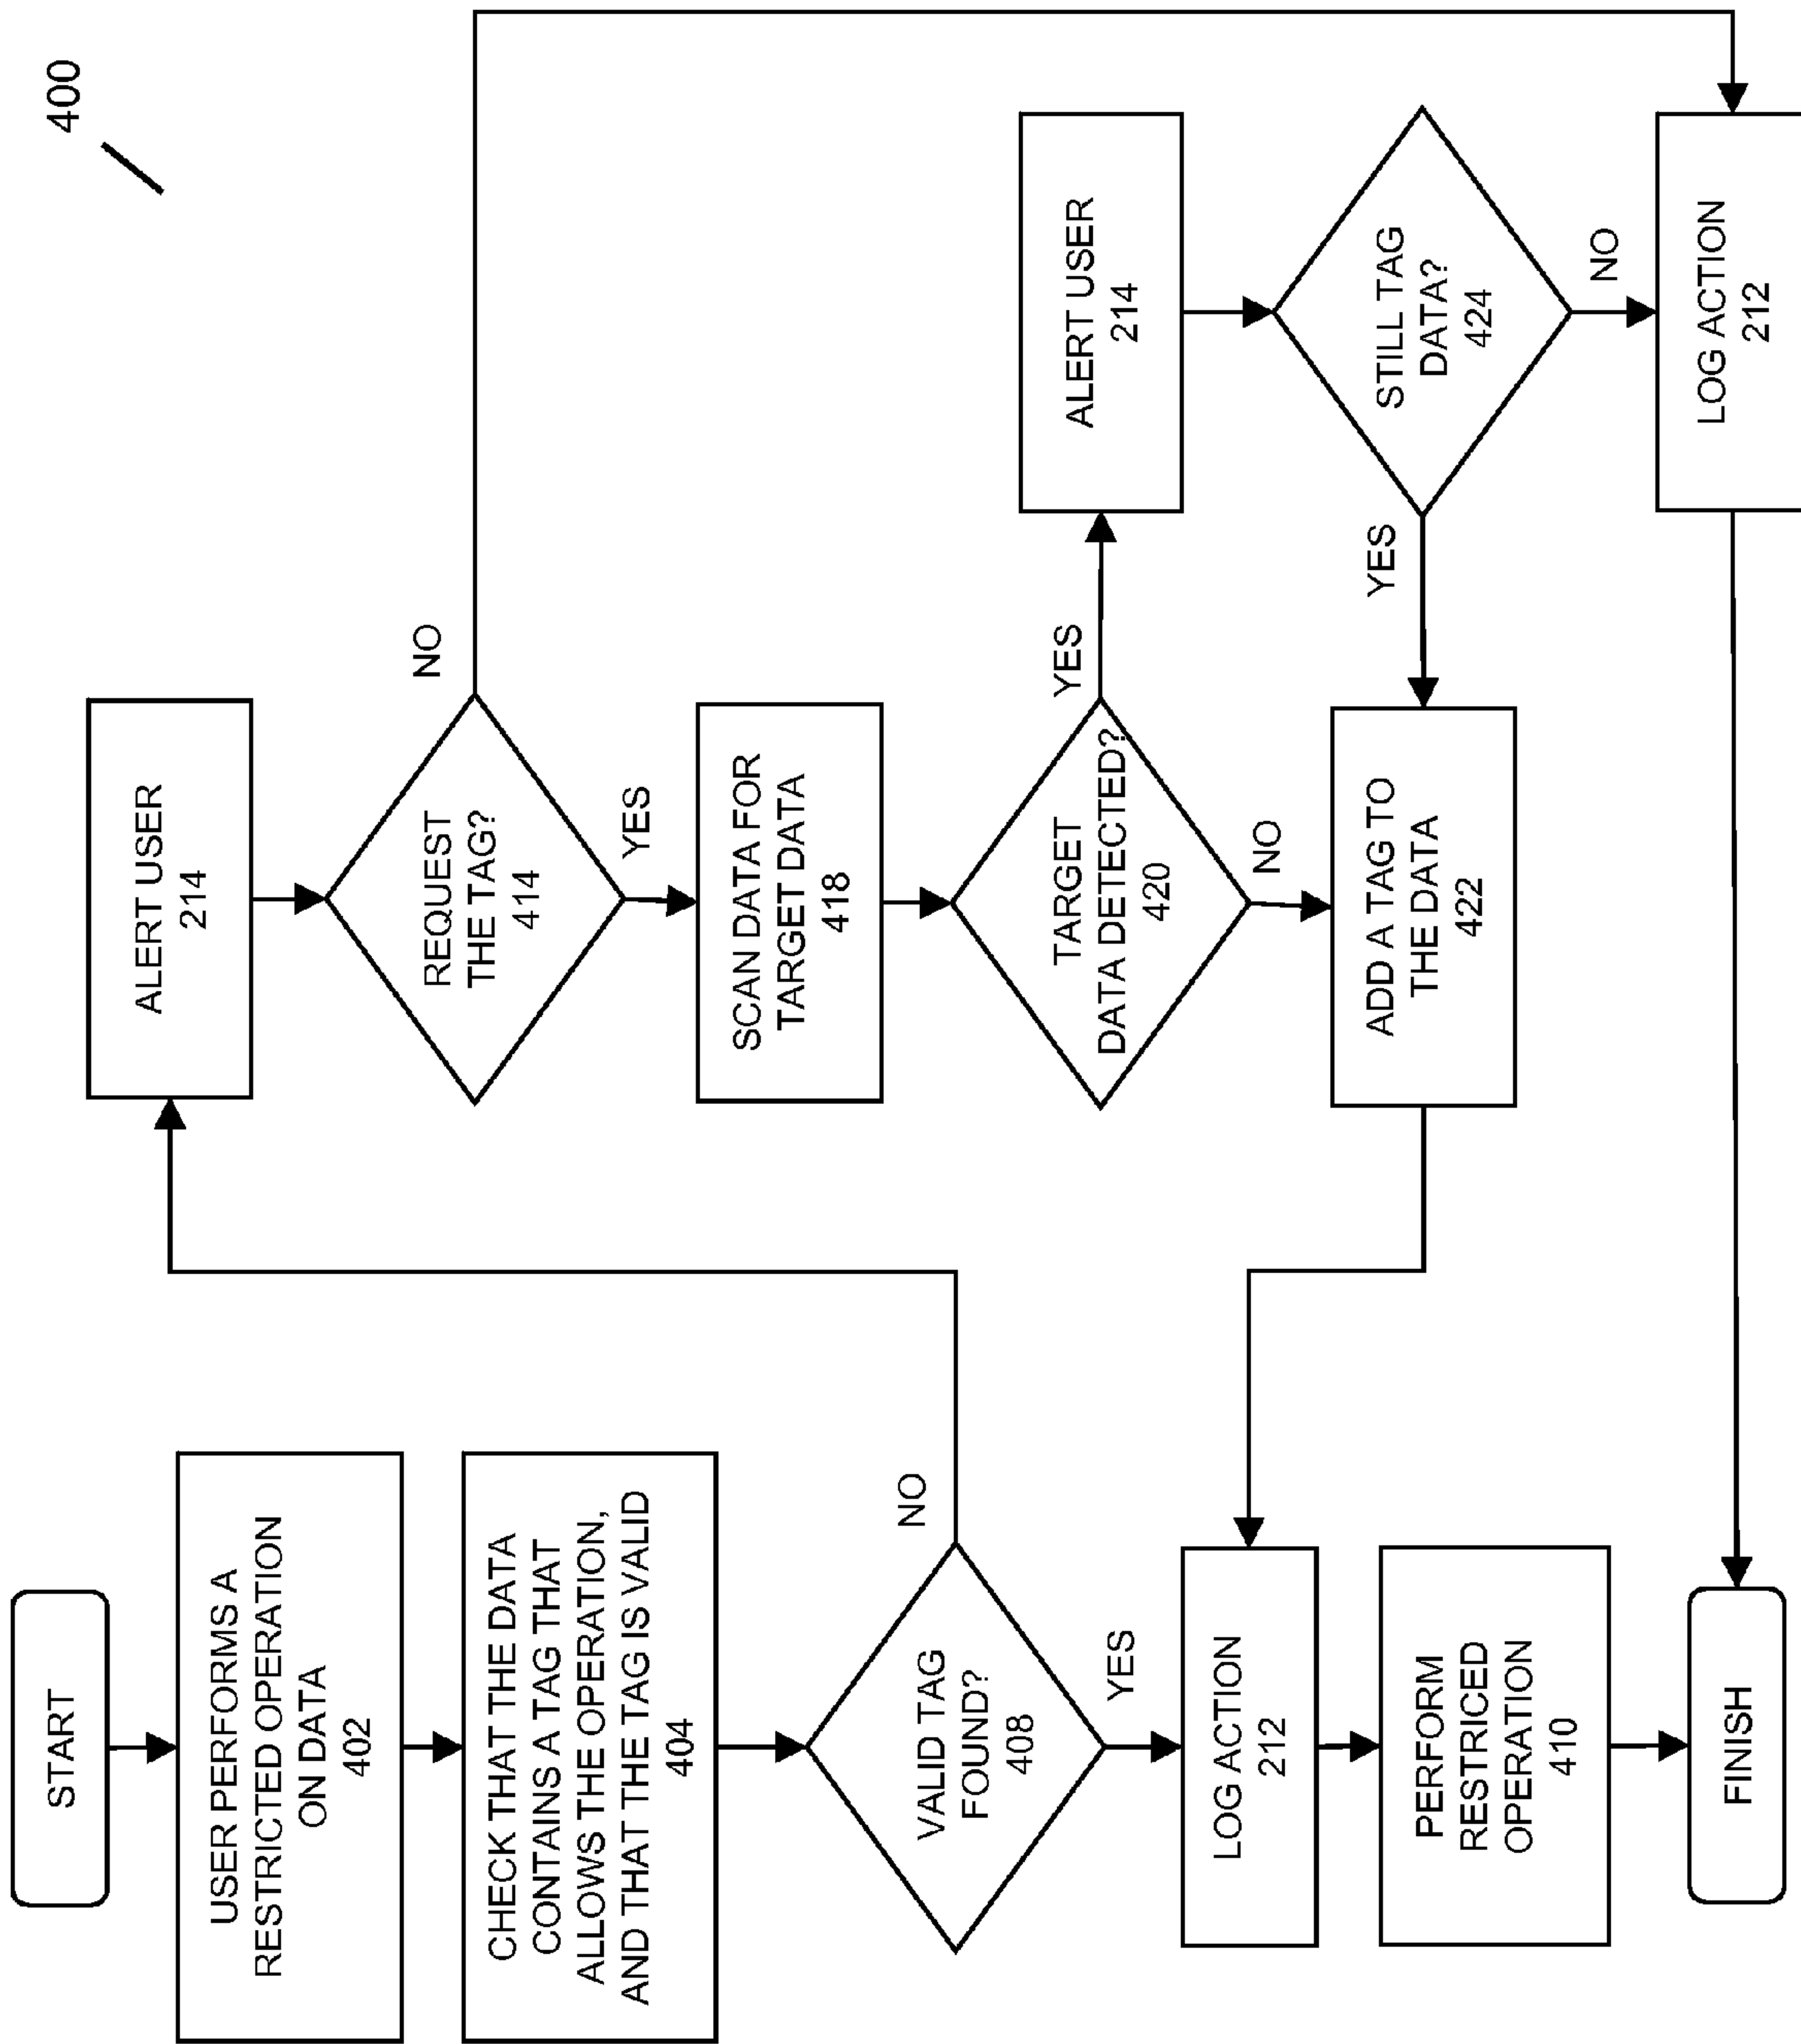 400
START
USER PERFORMS A
RESTRICTED OPERATION
ON DATA
402
CHECK THAT THE DATA
CONTAINS A TAG THAT
ALLOWS THE OPERATION,
AND THAT THE TAG IS VALID
404
VALID TAG
FOUND?
408
NO
YES
LOG ACTION
212
PERFORM
RESTRICED
OPERATION
410
FINISH
ALERT USER
214
REQUEST
THE TAG?
414
NO
YES
SCAN DATA FOR
TARGET DATA
418
TARGET
DATA DETECTED?
420
YES
NO
ADD A TAG TO
THE DATA
422
ALERT USER
214
STILL TAG
DATA?
424
YES
NO
LOG ACTION
212